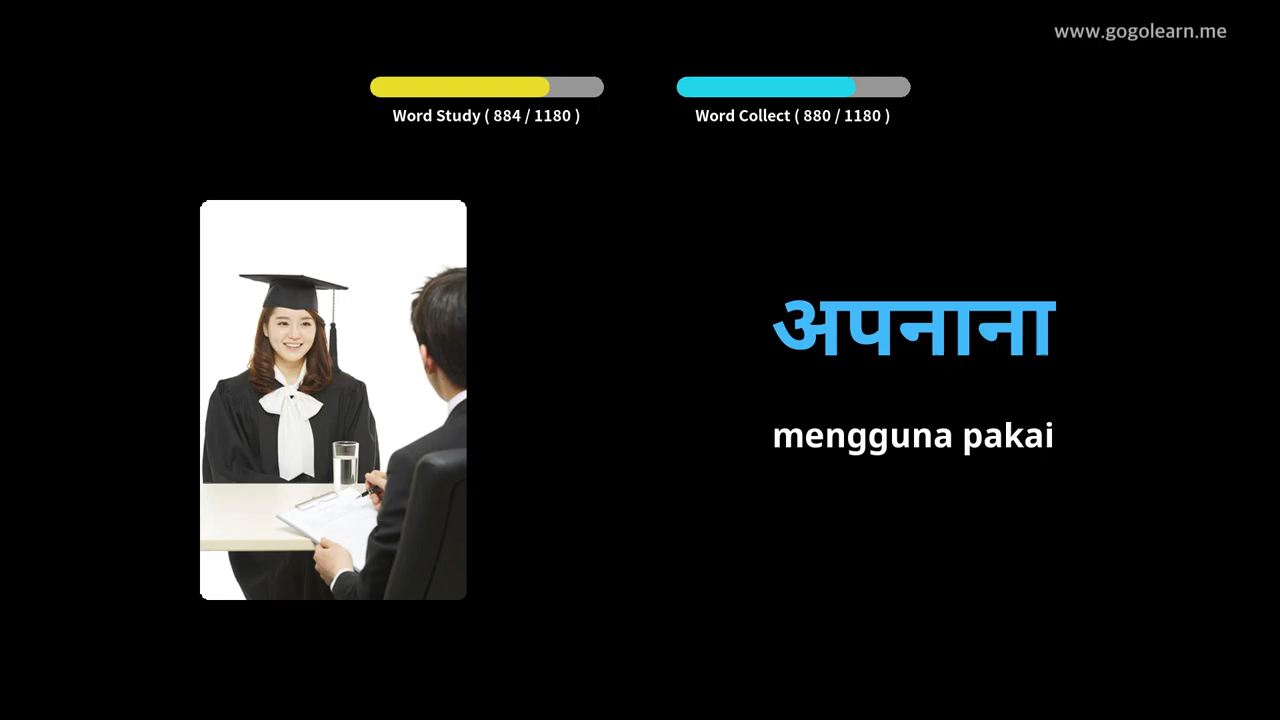 www.gogolearn.me
Word Study ( 884 / 1180 )
Word Collect ( 880 / 1180 )
अपनाना
mengguna pakai